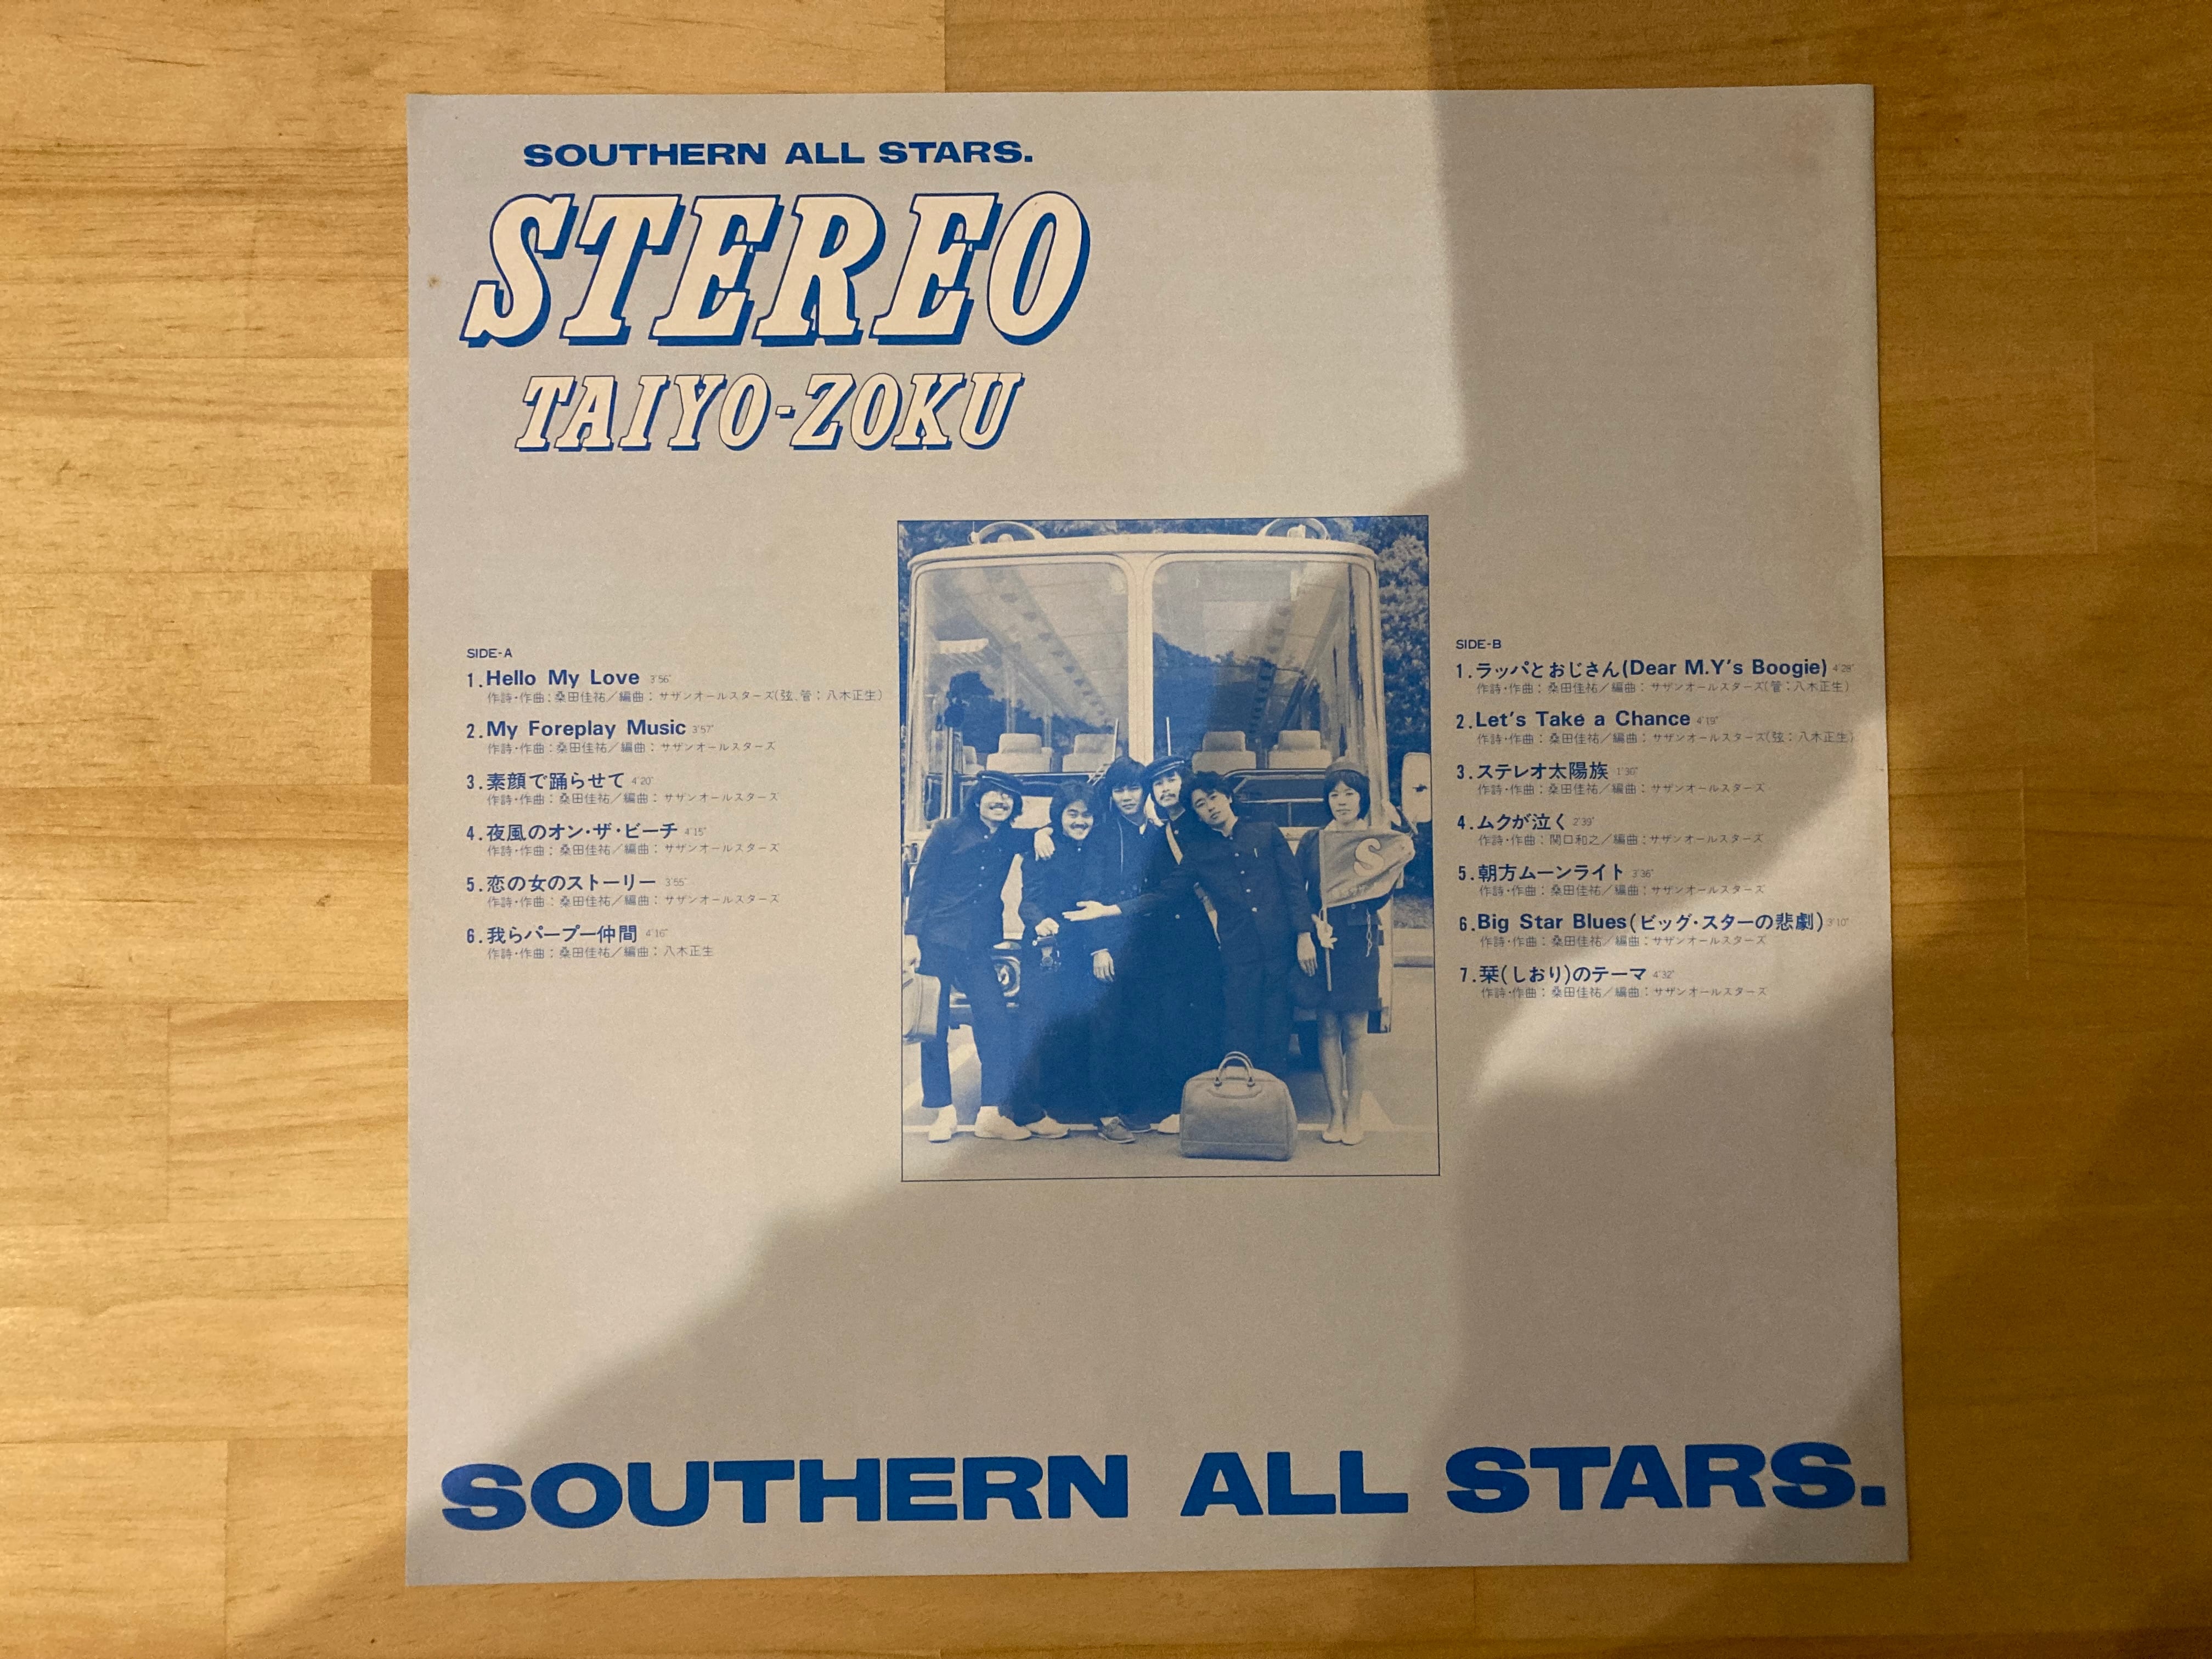 SOUTHERN ALL STARS.
STEREO
TAIYO-ZOKU
SIDE-A
1.Hello My Love 3'56"
作詩・作曲：桑田佳祐／編曲：サザンオールスターズ(弦、管：八木正生)
2.My Foreplay Music 3'57"
作詩・作曲：桑田佳祐／編曲：サザンオールスターズ
3.素顔で踊らせて 4'20"
作詩・作曲：桑田佳祐／編曲：サザンオールスターズ
4.夜風のオン・ザ・ビーチ 4'15"
作詩・作曲：桑田佳祐／編曲：サザンオールスターズ
5.恋の女のストーリー 3'55"
作詩・作曲：桑田佳祐／編曲：サザンオールスターズ
6.我らパープー仲間 4'16"
作詩・作曲：桑田佳祐／編曲：八木正生
SIDE-B
1.ラッパとおじさん(Dear M.Y's Boogie) 4'28"
作詩・作曲：桑田佳祐／編曲：サザンオールスターズ(管：八木正生)
2.Let's Take a Chance 4'19"
作詩・作曲：桑田佳祐／編曲：サザンオールスターズ(弦：八木正生)
3.ステレオ太陽族 1'36"
作詩・作曲：桑田佳祐／編曲：サザンオールスターズ
4.ムクが泣く 2'39"
作詩・作曲：関口和之／編曲：サザンオールスターズ
5.朝方ムーンライト 3'36"
作詩・作曲：桑田佳祐／編曲：サザンオールスターズ
6.Big Star Blues(ビッグ・スターの悲劇) 3'10"
作詩・作曲：桑田佳祐／編曲：サザンオールスターズ
7.栞(しおり)のテーマ 4'32"
作詩・作曲：桑田佳祐／編曲：サザンオールスターズ
S
SOUTHERN ALL STARS.